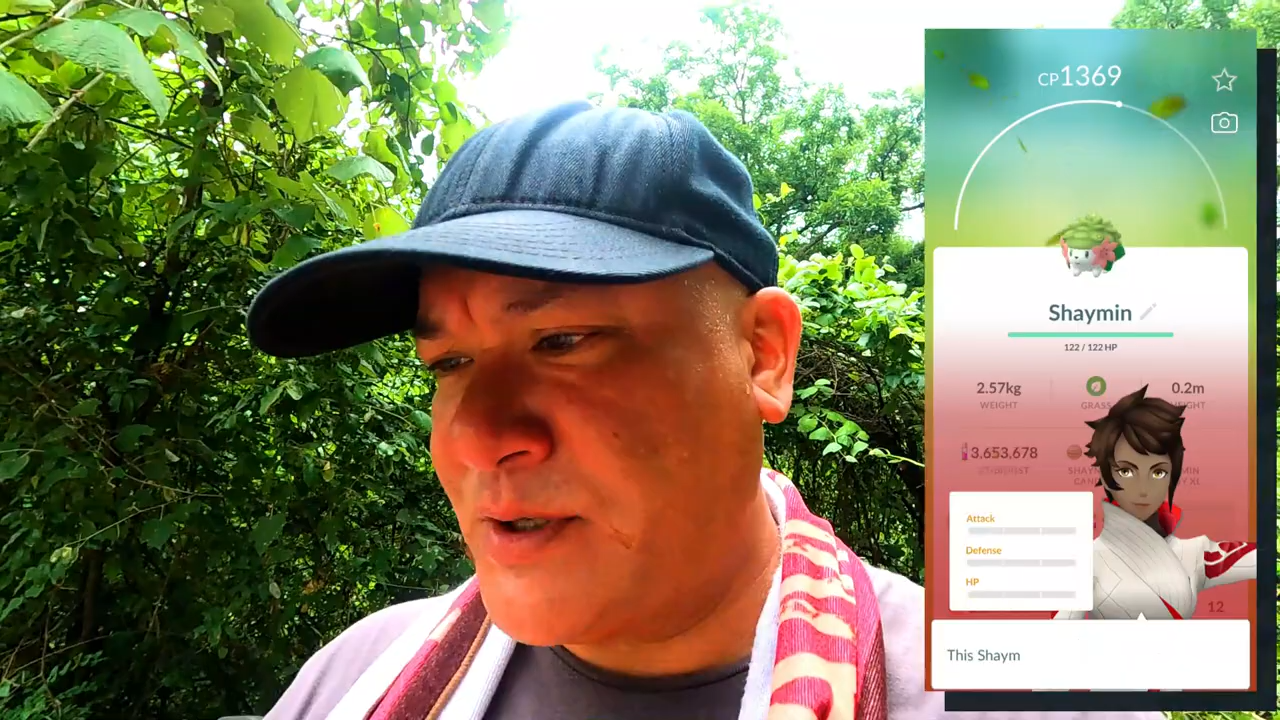 CP1369
Shaymin
122 / 122 HP
2.57kg
0.2m
WEIGHT
GRASS
3,653,678
Attack
Defense
HP
12
This Shaym